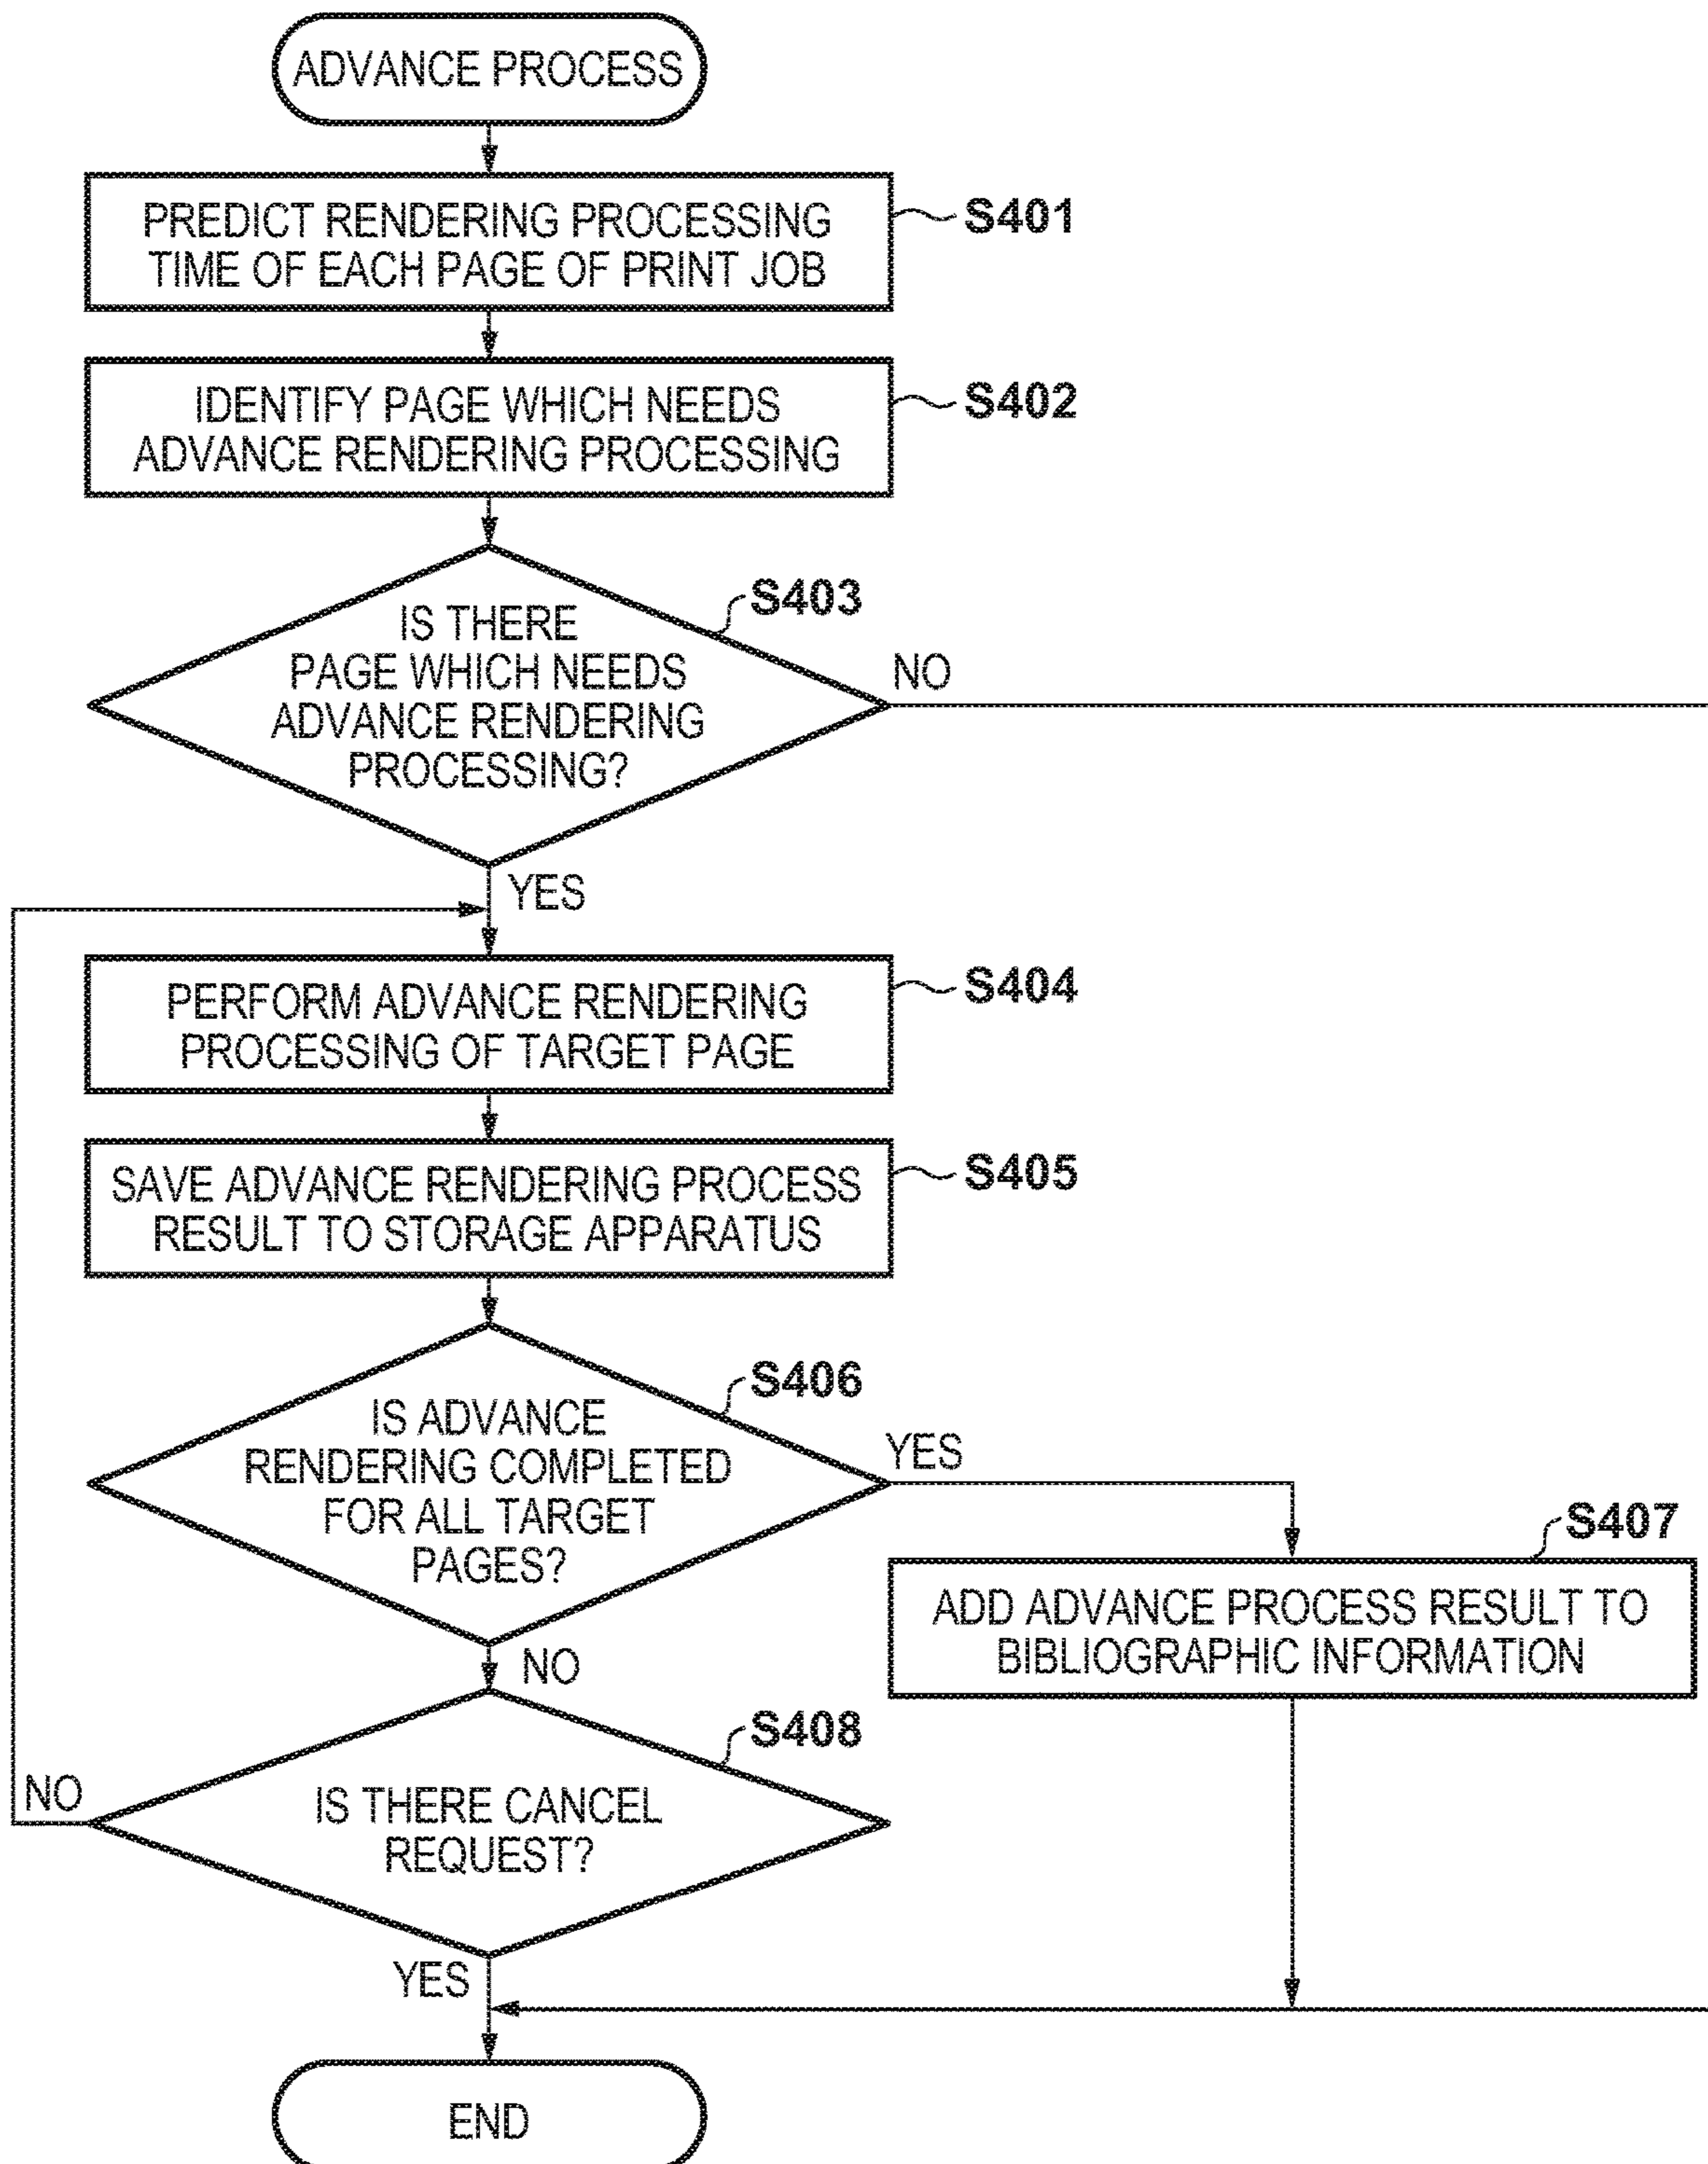 ADVANCE PROCESS
PREDICT RENDERING PROCESSING
TIME OF EACH PAGE OF PRINT JOB
S401
IDENTIFY PAGE WHICH NEEDS
ADVANCE RENDERING PROCESSING
S402
IS THERE
PAGE WHICH NEEDS
ADVANCE RENDERING
PROCESSING?
S403
NO
YES
PERFORM ADVANCE RENDERING
PROCESSING OF TARGET PAGE
S404
SAVE ADVANCE RENDERING PROCESS
RESULT TO STORAGE APPARATUS
S405
IS ADVANCE
RENDERING COMPLETED
FOR ALL TARGET
PAGES?
S406
YES
S407
ADD ADVANCE PROCESS RESULT TO
BIBLIOGRAPHIC INFORMATION
NO
S408
IS THERE CANCEL
REQUEST?
NO
YES
END